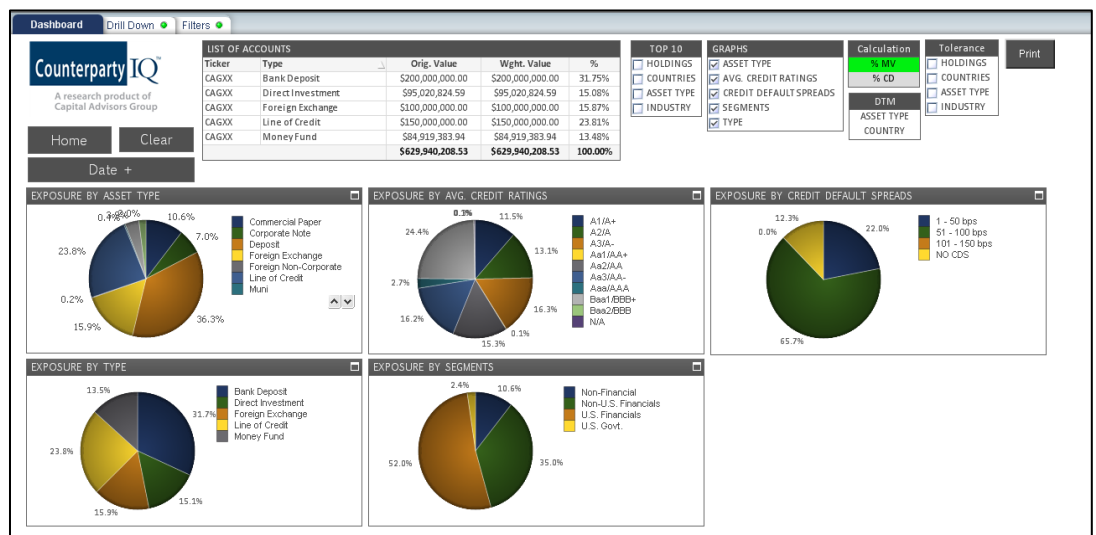 Dashboard Drill Down Filters
Counterparty IQ™
A research product of
Capital Advisors Group
Home Clear
Date +
LIST OF ACCOUNTS
Ticker Type Orig. Value Wght. Value %
CAGXX Bank Deposit $200,000,000.00 $200,000,000.00 31.75%
CAGXX Direct Investment $95,020,824.59 $95,020,824.59 15.08%
CAGXX Foreign Exchange $100,000,000.00 $100,000,000.00 15.87%
CAGXX Line of Credit $150,000,000.00 $150,000,000.00 23.81%
CAGXX Money Fund $84,919,383.94 $84,919,383.94 13.48%
$629,940,208.53 $629,940,208.53 100.00%
TOP 10
HOLDINGS
COUNTRIES
ASSET TYPE
INDUSTRY
GRAPHS
ASSET TYPE
AVG. CREDIT RATINGS
CREDIT DEFAULT SPREADS
SEGMENTS
TYPE
Calculation
% MV
% CD
DTM
ASSET TYPE
COUNTRY
Tolerance
HOLDINGS
COUNTRIES
ASSET TYPE
INDUSTRY
Print
EXPOSURE BY ASSET TYPE
10.6%
7.0%
36.3%
15.9%
0.2%
23.8%
Commercial Paper
Corporate Note
Deposit
Foreign Exchange
Foreign Non-Corporate
Line of Credit
Muni
EXPOSURE BY AVG. CREDIT RATINGS
11.5%
13.1%
16.3%
0.1%
15.3%
16.2%
2.7%
24.4%
A1/A+
A2/A
A3/A-
Aa1/AA+
Aa2/AA
Aa3/AA-
Aaa/AAA
Baa1/BBB+
Baa2/BBB
N/A
EXPOSURE BY CREDIT DEFAULT SPREADS
12.3%
0.0%
22.0%
65.7%
1 - 50 bps
51 - 100 bps
101 - 150 bps
NO CDS
EXPOSURE BY TYPE
13.5%
31.7%
23.8%
15.1%
15.9%
Bank Deposit
Direct Investment
Foreign Exchange
Line of Credit
Money Fund
EXPOSURE BY SEGMENTS
2.4%
10.6%
52.0%
35.0%
Non-Financial
Non-U.S. Financials
U.S. Financials
U.S. Govt.